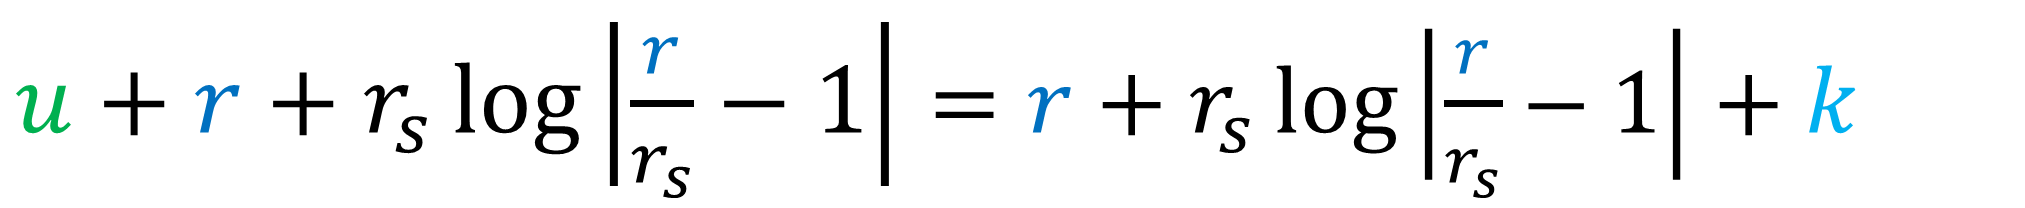 u + r + r_s log |r/r_s − 1| = r + r_s log |r/r_s − 1| + k